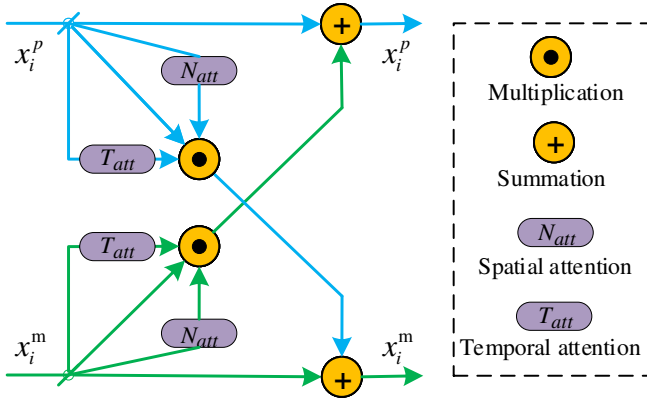 x_i^p
x_i^p
N_att
T_att
T_att
N_att
x_i^m
x_i^m
Multiplication
Summation
N_att
Spatial attention
T_att
Temporal attention